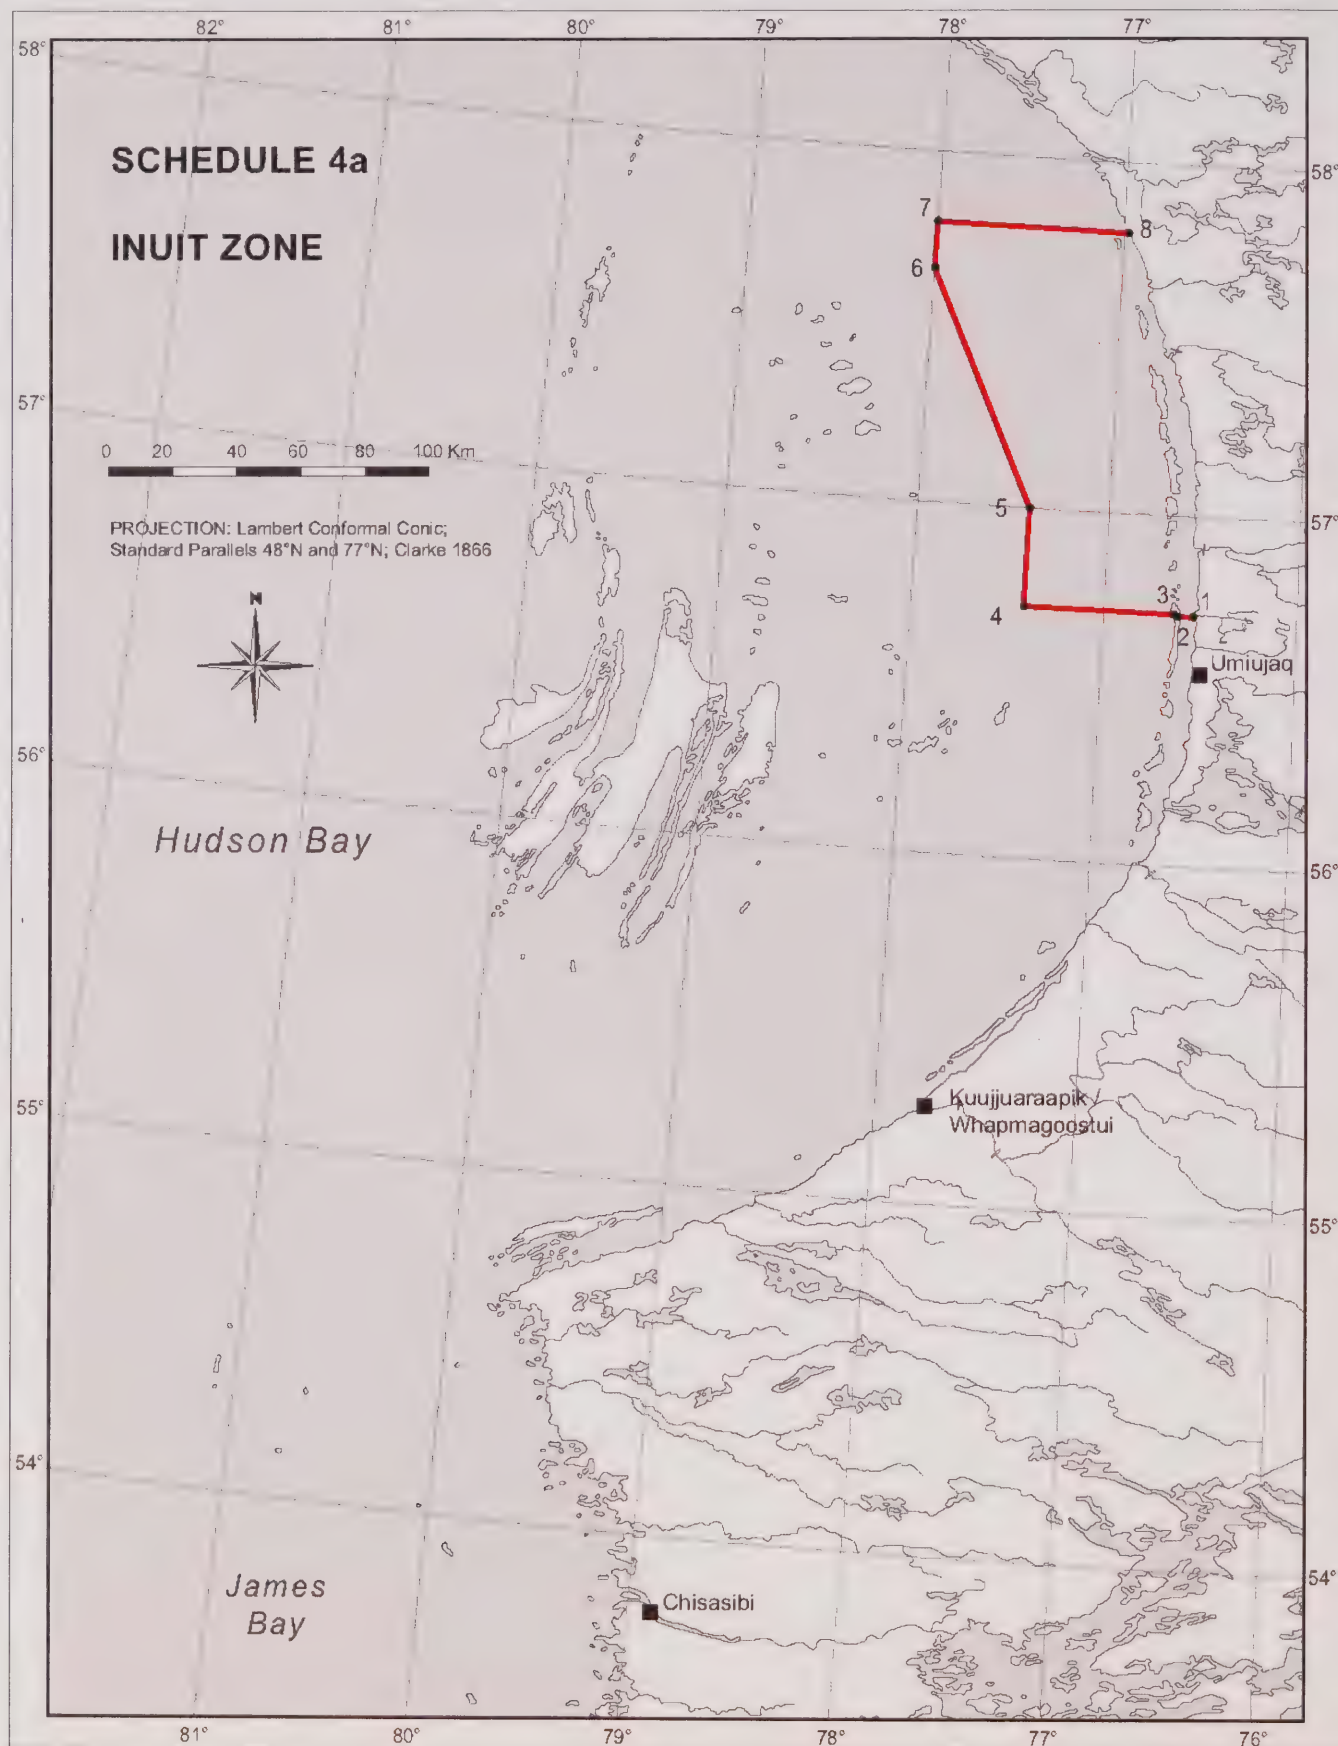 82° 81° 80° 79° 78° 77°
58°
SCHEDULE 4a
58°
7
8
INUIT ZONE
6
57°
0 20 40 60 80 100 Km
5
57°
PROJECTION: Lambert Conformal Conic;
Standard Parallels 48°N and 77°N; Clarke 1866
N
3 1
4
2
Umiujaq
56°
Hudson Bay
56°
Kuujjuaraapik /
Whapmagoostui
55°
55°
54°
54°
James
Bay
Chisasibi
81° 80° 79° 78° 77° 76°